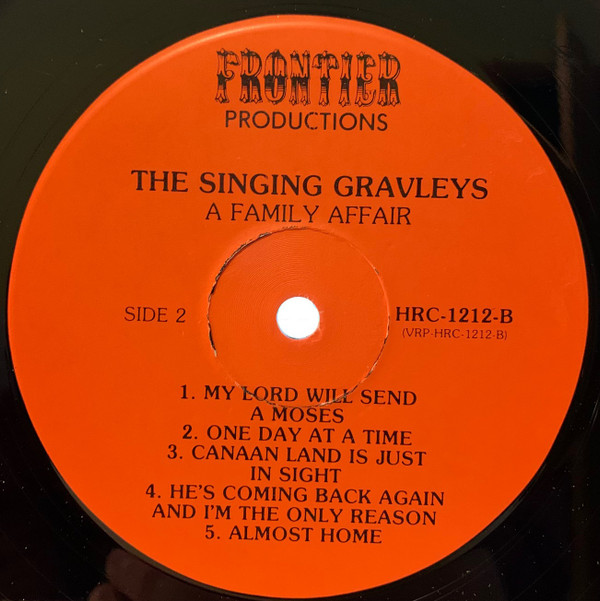 FRONTIER
PRODUCTIONS
THE SINGING GRAVLEYS
A FAMILY AFFAIR
SIDE 2
HRC-1212-B
(VRP-HRC-1212-B)
1. MY LORD WILL SEND
A MOSES
2. ONE DAY AT A TIME
3. CANAAN LAND IS JUST
IN SIGHT
4. HE'S COMING BACK AGAIN
AND I'M THE ONLY REASON
5. ALMOST HOME